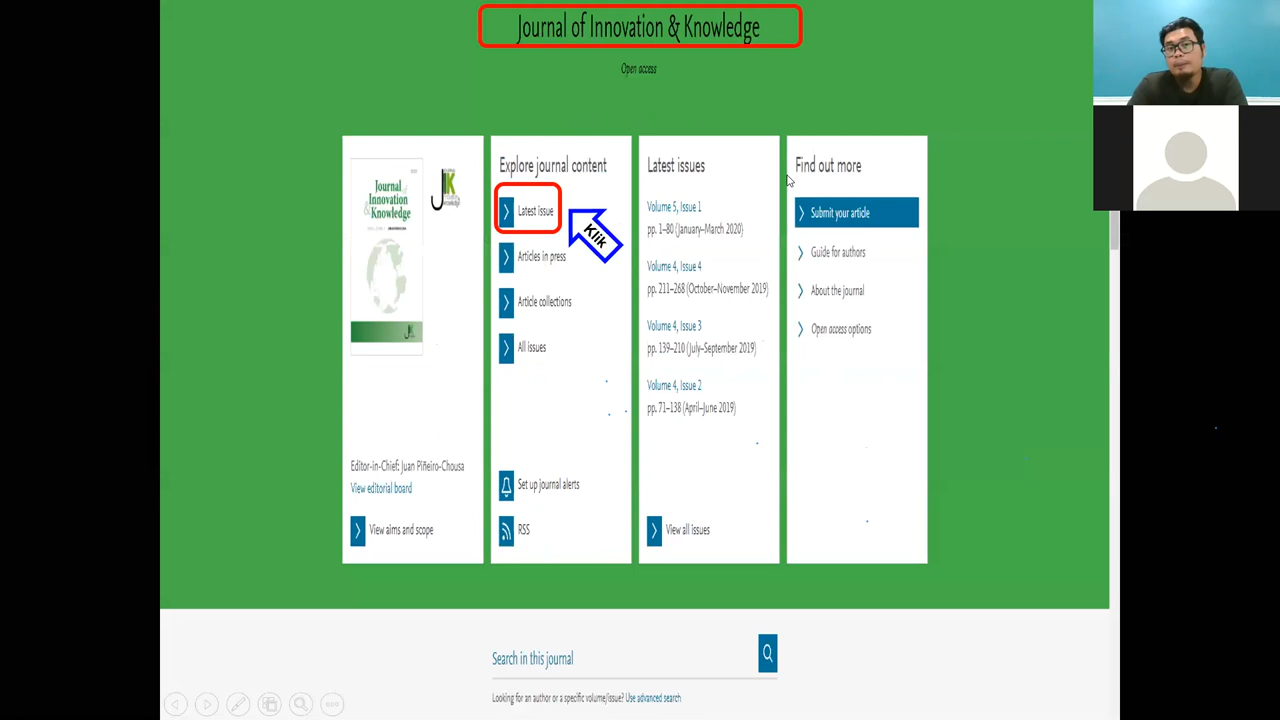 Journal of Innovation & Knowledge
Open access
Journal of
Innovation
& Knowledge
Explore journal content
Latest issue
Klik
Articles in press
Article collections
All issues
Set up journal alerts
RSS
Latest issues
Volume 5, Issue 1
pp. 1–80 (January–March 2020)
Volume 4, Issue 4
pp. 211–268 (October–November 2019)
Volume 4, Issue 3
pp. 139–210 (July–September 2019)
Volume 4, Issue 2
pp. 71–138 (April–June 2019)
View all issues
Find out more
Submit your article
Guide for authors
About the journal
Open access options
Editor-in-Chief: Juan Piñeiro-Chousa
View editorial board
View aims and scope
Search in this journal
Looking for an author or a specific volume/issue? Use advanced search